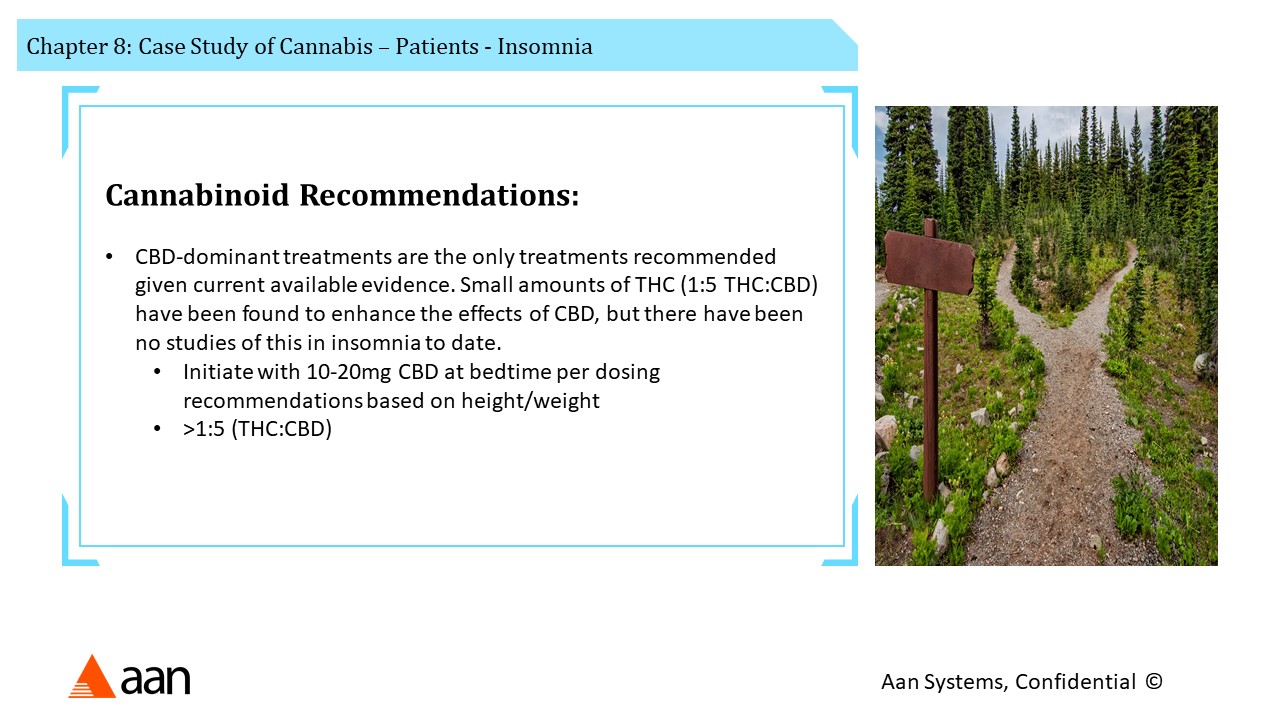 Chapter 8: Case Study of Cannabis – Patients - Insomnia
Cannabinoid Recommendations:
• CBD-dominant treatments are the only treatments recommended
given current available evidence. Small amounts of THC (1:5 THC:CBD)
have been found to enhance the effects of CBD, but there have been
no studies of this in insomnia to date.
• Initiate with 10-20mg CBD at bedtime per dosing
recommendations based on height/weight
• >1:5 (THC:CBD)
aan
Aan Systems, Confidential ©